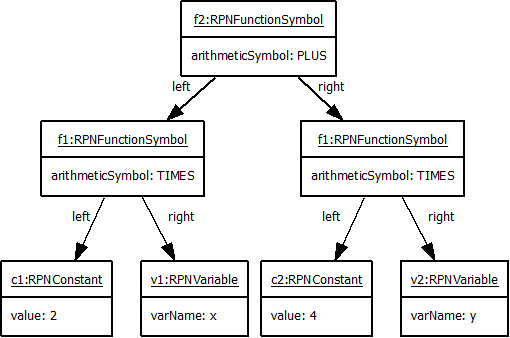 f2:RPNFunctionSymbol
arithmeticSymbol: PLUS
left right
f1:RPNFunctionSymbol f1:RPNFunctionSymbol
arithmeticSymbol: TIMES arithmeticSymbol: TIMES
left right left right
c1:RPNConstant v1:RPNVariable c2:RPNConstant v2:RPNVariable
value: 2 varName: x value: 4 varName: y